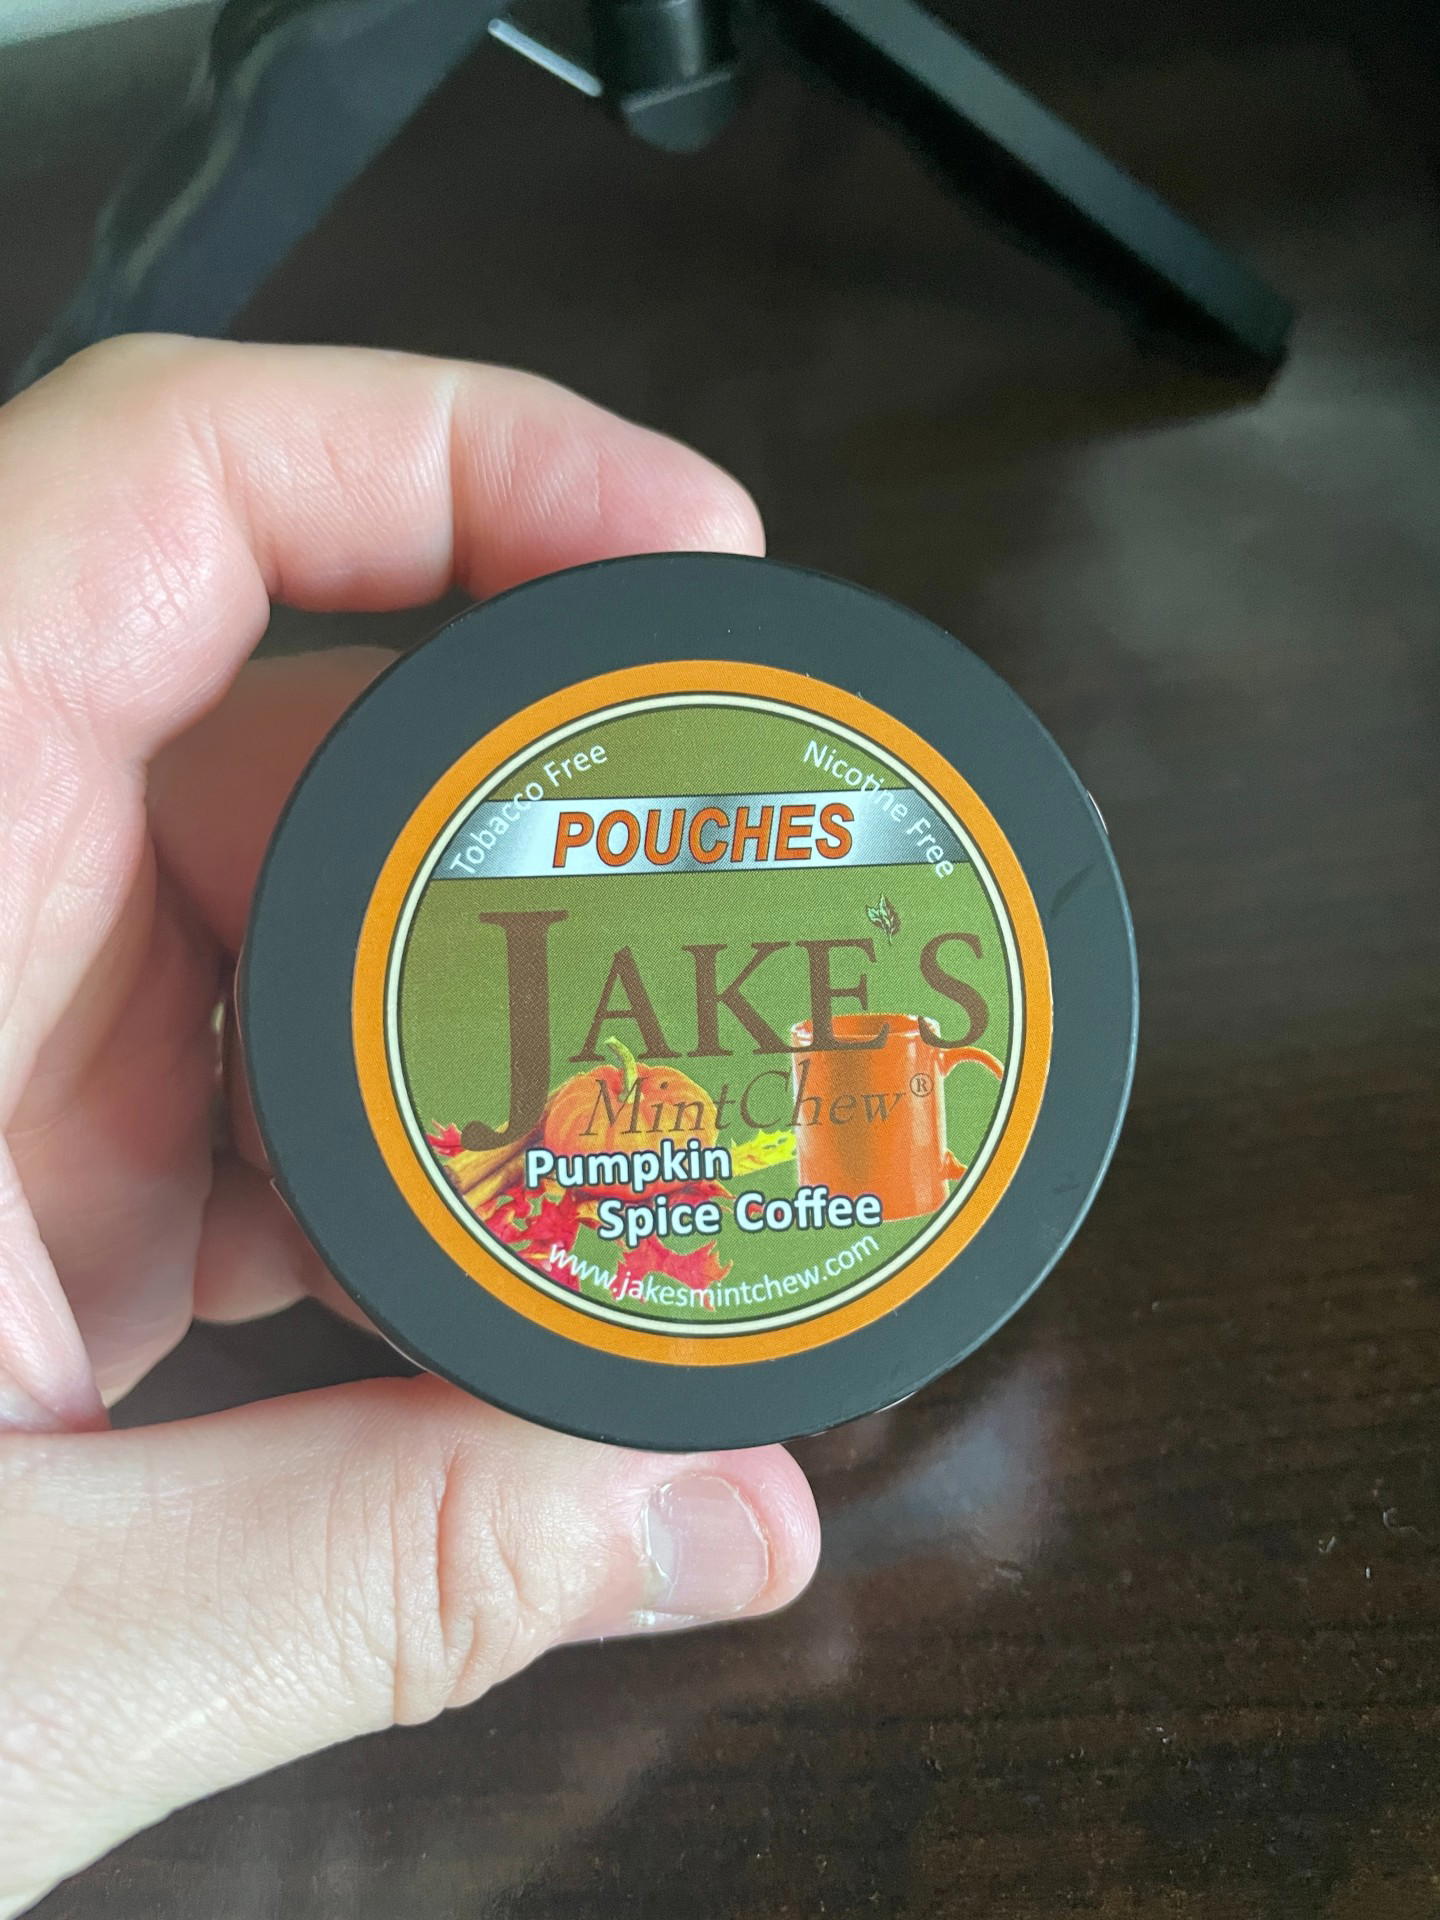 Tobacco Free
Nicotine Free
POUCHES
JAKE'S
MintChew®
Pumpkin
Spice Coffee
www.jakesmintchew.com